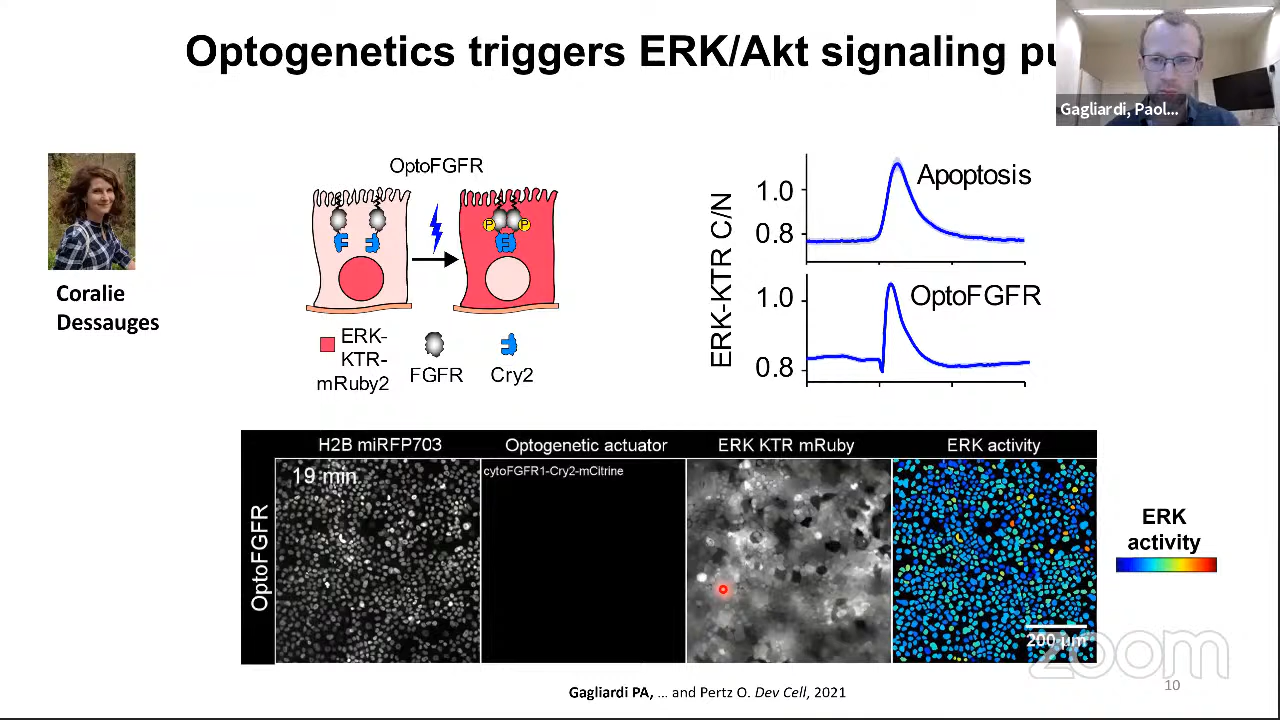 Optogenetics triggers ERK/Akt signaling pu
Gagliardi, Paol...
Coralie
Dessauges
OptoFGFR
P
P
ERK-
KTR-
mRuby2
FGFR
Cry2
ERK-KTR C/N
1.0
0.8
Apoptosis
1.0
0.8
OptoFGFR
H2B miRFP703
Optogenetic actuator
ERK KTR mRuby
ERK activity
OptoFGFR
19 min
cytoFGFR1-Cry2-mCitrine
200 µm
ERK
activity
zoom
Gagliardi PA, ... and Pertz O. Dev Cell, 2021
10